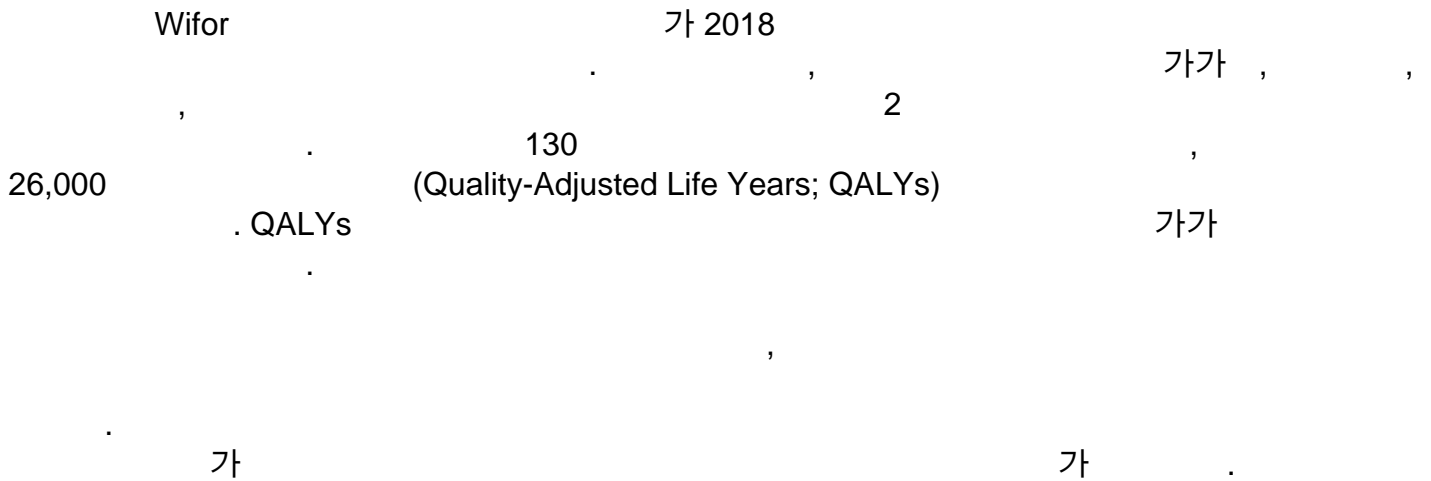 Wifor 가 2018
. , 가가 , ,
, 2
. 130 ,
26,000 (Quality-Adjusted Life Years; QALYs)
. QALYs 가가
.
,
.
가 가 .